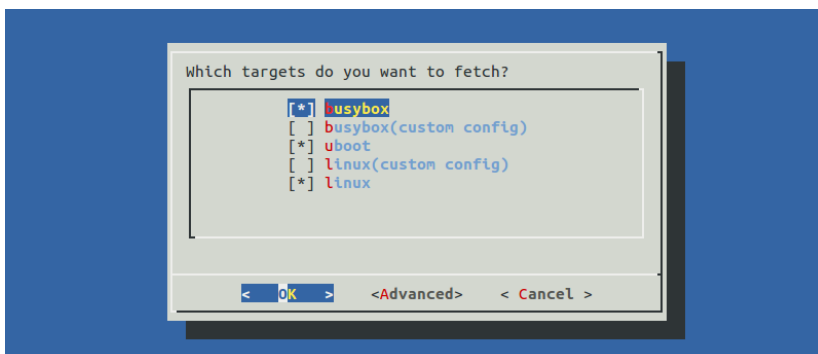 Which targets do you want to fetch?
[*] busybox
[ ] busybox(custom config)
[*] uboot
[ ] linux(custom config)
[*] linux
<  OK  > <Advanced> < Cancel >